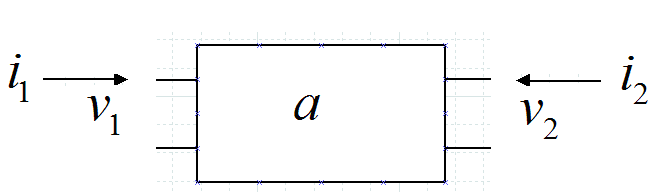 i₁ v₁ a v₂ i₂